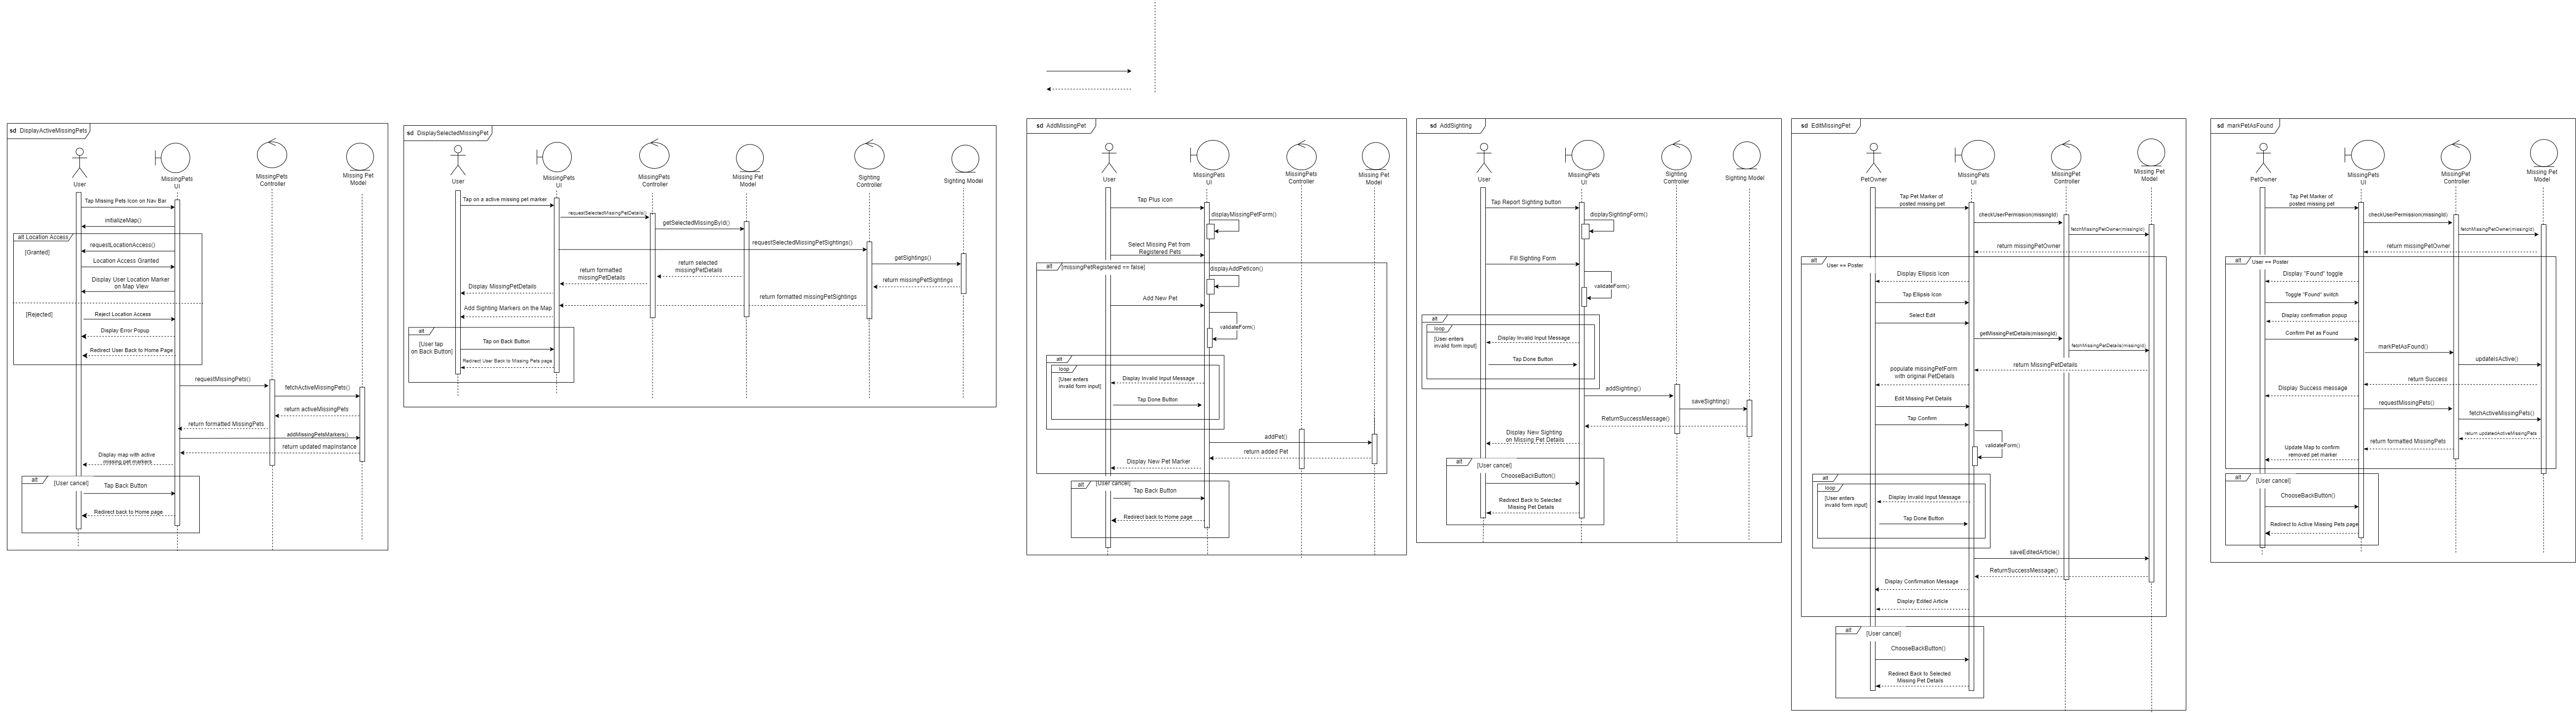 sd DisplayActiveMissingPets
User
MissingPets
UI
MissingPets
Controller
Missing Pet
Model
Tap Missing Pets Icon on Nav Bar
initializeMap()
alt Location Access
[Granted]
requestLocationAccess()
Location Access Granted
Display User Location Marker
on Map View
[Rejected]
Reject Location Access
Display Error Popup
Redirect User Back to Home Page
requestMissingPets()
fetchActiveMissingPets()
return activeMissingPets
return formatted MissingPets
addMissingPetsMarkers()
return updated mapInstance
Display map with active
missing pet markers
alt
[User cancel]
Tap Back Button
Redirect back to Home page
sd DisplaySelectedMissingPet
User
MissingPets
UI
MissingPets
Controller
Missing Pet
Model
Sighting
Controller
Sighting Model
Tap on a active missing pet marker
requestSelectedMissingPetDetails()
getSelectedMissingById()
requestSelectedMissingPetSightings()
getSightings()
return selected
missingPetDetails
return formatted
missingPetDetails
return missingPetSightings
Display MissingPetDetails
return formatted missingPetSightings
Add Sighting Markers on the Map
alt
[User tap
on Back Button]
Tap on Back Button
Redirect User Back to Missing Pets page
sd AddMissingPet
User
MissingPets
UI
MissingPets
Controller
Missing Pet
Model
Tap Plus Icon
displayMissingPetForm()
Select Missing Pet from
Registered Pets
alt
[missingPetRegistered == false]
displayAddPetIcon()
Add New Pet
validateForm()
alt
loop
[User enters
invalid form input]
Display Invalid Input Message
Tap Done Button
addPet()
return added Pet
Display New Pet Marker
alt
[User cancel]
Tap Back Button
Redirect back to Home page
sd AddSighting
User
MissingPets
UI
Sighting
Controller
Sighting Model
Tap Report Sighting button
displaySightingForm()
Fill Sighting Form
validateForm()
alt
loop
[User enters
invalid form input]
Display Invalid Input Message
Tap Done Button
addSighting()
saveSighting()
ReturnSuccessMessage()
Display New Sighting
on Missing Pet Details
alt
[User cancel]
ChooseBackButton()
Redirect Back to Selected
Missing Pet Details
sd EditMissingPet
PetOwner
MissingPets
UI
MissingPet
Controller
Missing Pet
Model
Tap Pet Marker of
posted missing pet
checkUserPermission(missingId)
fetchMissingPetOwner(missingId)
return missingPetOwner
alt
User == Poster
Display Ellipsis Icon
Tap Ellipsis Icon
Select Edit
getMissingPetDetails(missingId)
fetchMissingPetDetails(missingId)
return MissingPetDetails
populate missingPetForm
with original PetDetails
Edit Missing Pet Details
Tap Confirm
validateForm()
alt
loop
[User enters
invalid form input]
Display Invalid Input Message
Tap Done Button
saveEditedArticle()
ReturnSuccessMessage()
Display Confirmation Message
Display Edited Article
alt
[User cancel]
ChooseBackButton()
Redirect Back to Selected
Missing Pet Details
sd markPetAsFound
PetOwner
MissingPets
UI
MissingPet
Controller
Missing Pet
Model
Tap Pet Marker of
posted missing pet
checkUserPermission(missingId)
fetchMissingPetOwner(missingId)
return missingPetOwner
alt
User == Poster
Display "Found" toggle
Toggle "Found" switch
Display confirmation popup
Confirm Pet as Found
markPetAsFound()
updateIsActive()
return Success
Display Success message
requestMissingPets()
fetchActiveMissingPets()
return updatedActiveMissingPets
return formatted MissingPets
Update Map to confirm
removed pet marker
alt
[User cancel]
ChooseBackButton()
Redirect to Active Missing Pets page